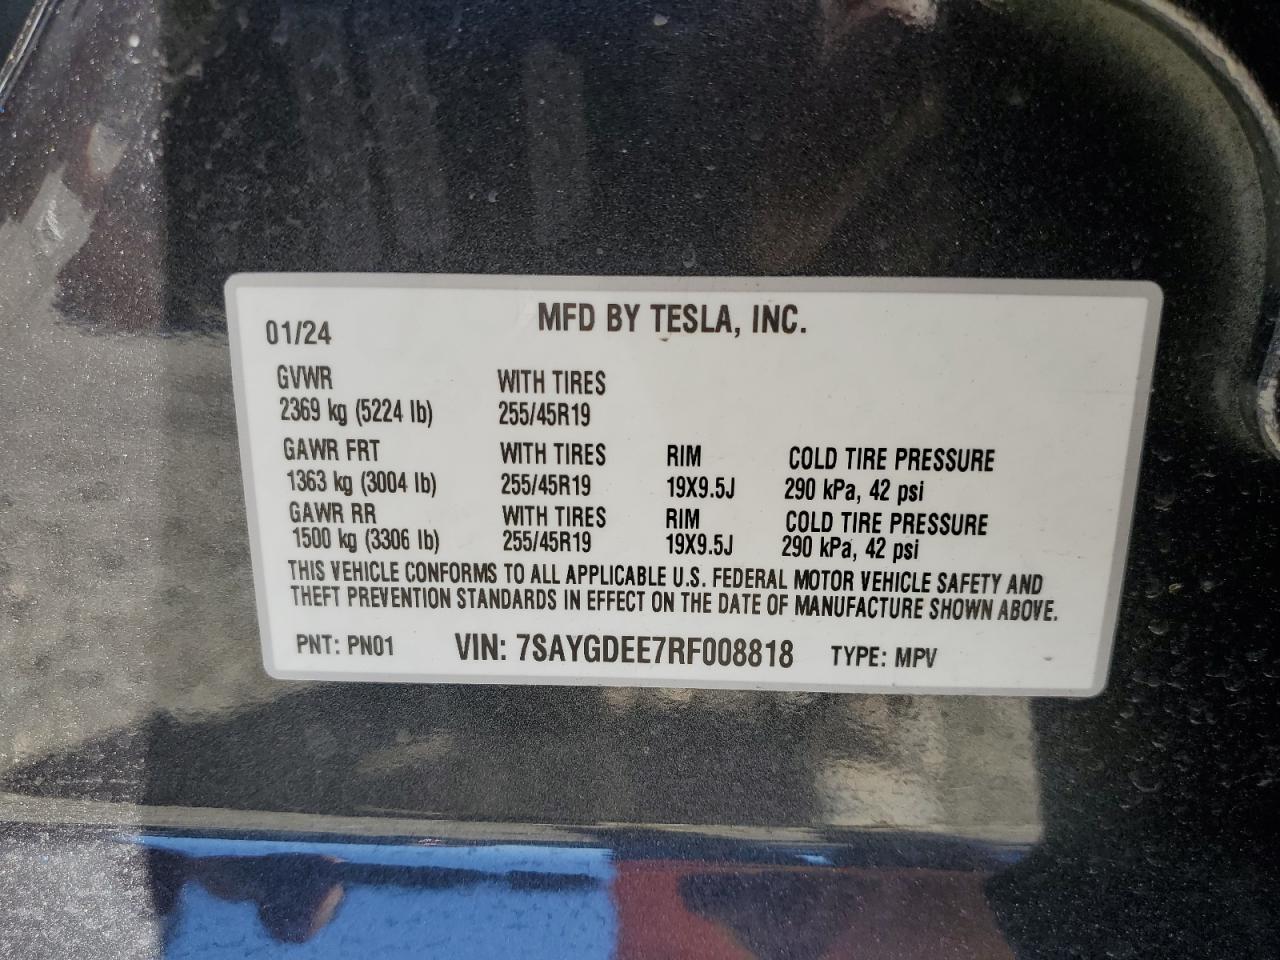 MFD BY TESLA, INC.
01/24
GVWR WITH TIRES
2369 kg (5224 lb) 255/45R19
GAWR FRT WITH TIRES RIM COLD TIRE PRESSURE
1363 kg (3004 lb) 255/45R19 19X9.5J 290 kPa, 42 psi
GAWR RR WITH TIRES RIM COLD TIRE PRESSURE
1500 kg (3306 lb) 255/45R19 19X9.5J 290 kPa, 42 psi
THIS VEHICLE CONFORMS TO ALL APPLICABLE U.S. FEDERAL MOTOR VEHICLE SAFETY AND
THEFT PREVENTION STANDARDS IN EFFECT ON THE DATE OF MANUFACTURE SHOWN ABOVE.
PNT: PN01 VIN: 7SAYGDEE7RF008818 TYPE: MPV